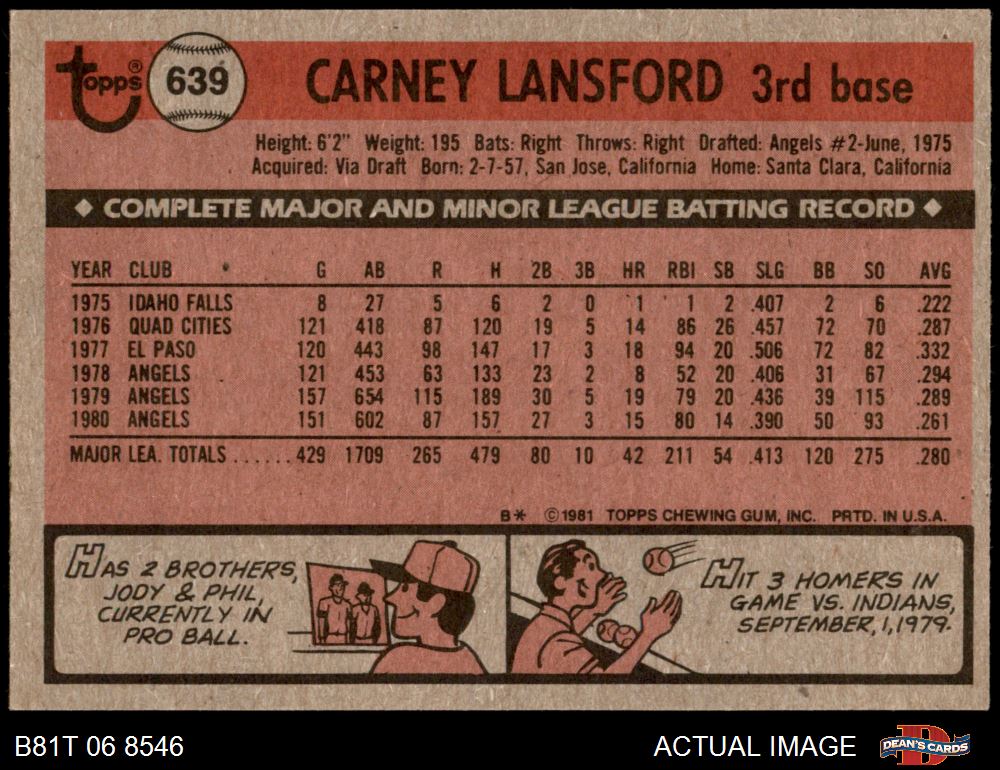 Topps® 639 CARNEY LANSFORD 3rd base
Height: 6'2" Weight: 195 Bats: Right Throws: Right Drafted: Angels #2-June, 1975
Acquired: Via Draft Born: 2-7-57, San Jose, California Home: Santa Clara, California
◆ COMPLETE MAJOR AND MINOR LEAGUE BATTING RECORD ◆
YEAR CLUB G AB R H 2B 3B HR RBI SB SLG BB SO AVG
1975 IDAHO FALLS 8 27 5 6 2 0 1 1 2 .407 2 6 .222
1976 QUAD CITIES 121 418 87 120 19 5 14 86 26 .457 72 70 .287
1977 EL PASO 120 443 98 147 17 3 18 94 20 .506 72 82 .332
1978 ANGELS 121 453 63 133 23 2 8 52 20 .406 31 67 .294
1979 ANGELS 157 654 115 189 30 5 19 79 20 .436 39 115 .289
1980 ANGELS 151 602 87 157 27 3 15 80 14 .390 50 93 .261
MAJOR LEA. TOTALS ...... 429 1709 265 479 80 10 42 211 54 .413 120 275 .280
B* ©1981 TOPPS CHEWING GUM, INC. PRTD. IN U.S.A.
HAS 2 BROTHERS,
JODY & PHIL,
CURRENTLY IN
PRO BALL.
HIT 3 HOMERS IN
GAME VS. INDIANS,
SEPTEMBER, 1, 1979.
B81T 06 8546 ACTUAL IMAGE DEAN'S CARDS